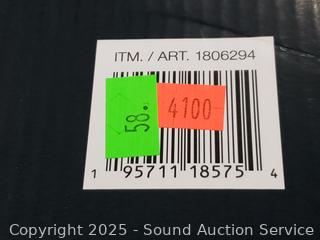 ITM. / ART. 1806294
58.
4100
1 95711 18575 4
Copyright © 2025 - Sound Auction Service